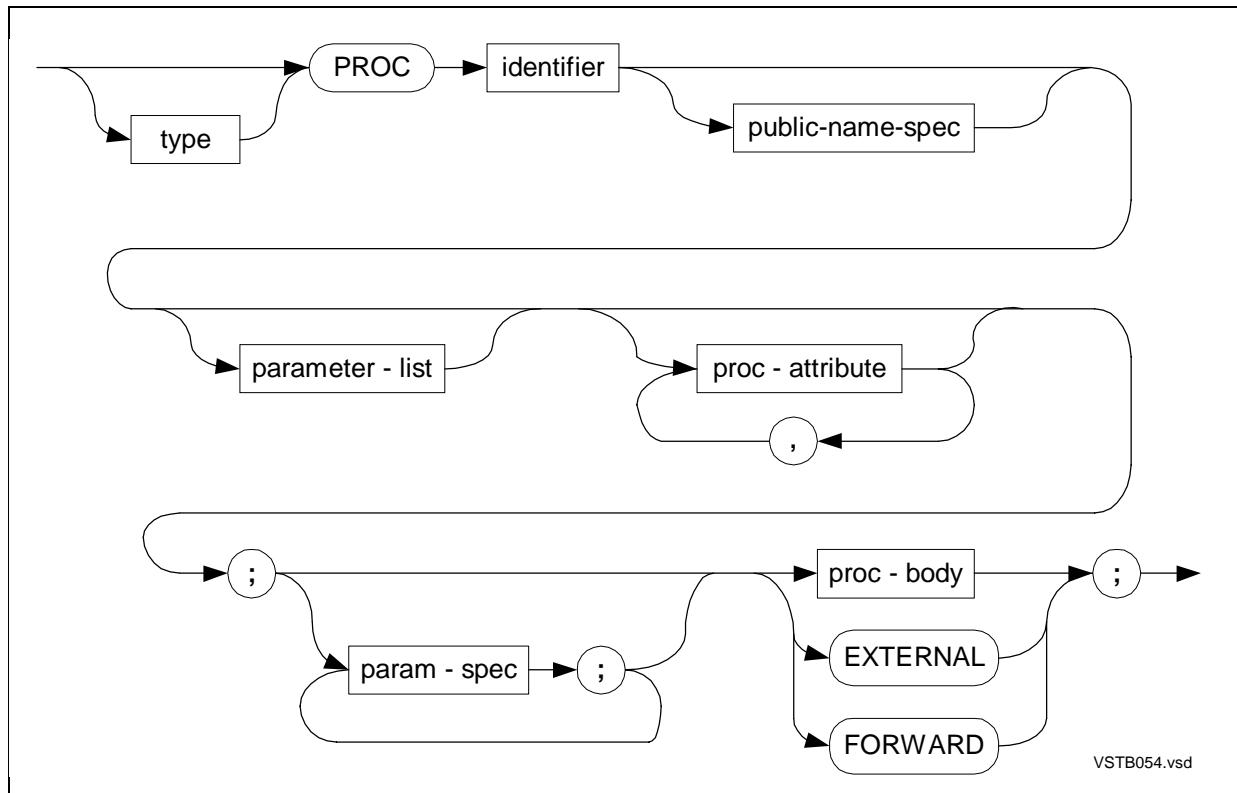 PROC
identifier
type
public-name-spec
parameter - list
proc - attribute
,
;
proc - body
;
param - spec
;
EXTERNAL
FORWARD
VSTB054.vsd